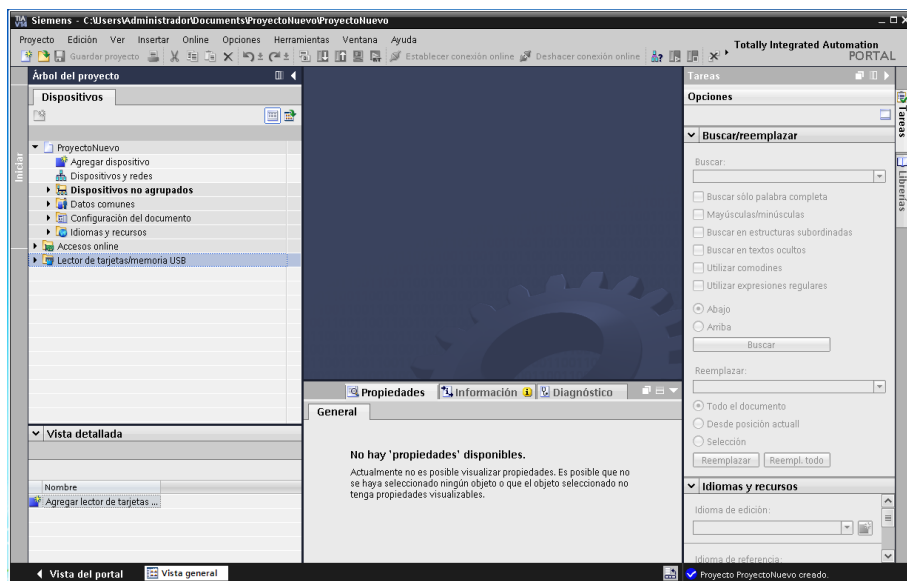 Siemens - C:\Users\Administrador\Documents\ProyectoNuevo\ProyectoNuevo
Proyecto Edición Ver Insertar Online Opciones Herramientas Ventana Ayuda
Guardar proyecto
Establecer conexión online
Deshacer conexión online
Totally Integrated Automation
PORTAL
Iniciar
Árbol del proyecto
Dispositivos
ProyectoNuevo
Agregar dispositivo
Dispositivos y redes
Dispositivos no agrupados
Datos comunes
Configuración del documento
Idiomas y recursos
Accesos online
Lector de tarjetas/memoria USB
Vista detallada
Nombre
Agregar lector de tarjetas ...
Propiedades
Información
Diagnóstico
General
No hay 'propiedades' disponibles.
Actualmente no es posible visualizar propiedades. Es posible que no
se haya seleccionado ningún objeto o que el objeto seleccionado no
tenga propiedades visualizables.
Tareas
Opciones
Buscar/reemplazar
Buscar:
Buscar sólo palabra completa
Mayúsculas/minúsculas
Buscar en estructuras subordinadas
Buscar en textos ocultos
Utilizar comodines
Utilizar expresiones regulares
Abajo
Arriba
Buscar
Reemplazar:
Todo el documento
Desde posición actuall
Selección
Reemplazar
Reempl. todo
Idiomas y recursos
Idioma de edición:
Idioma de referencia:
Tareas
Librerías
Vista del portal
Vista general
Proyecto ProyectoNuevo creado.